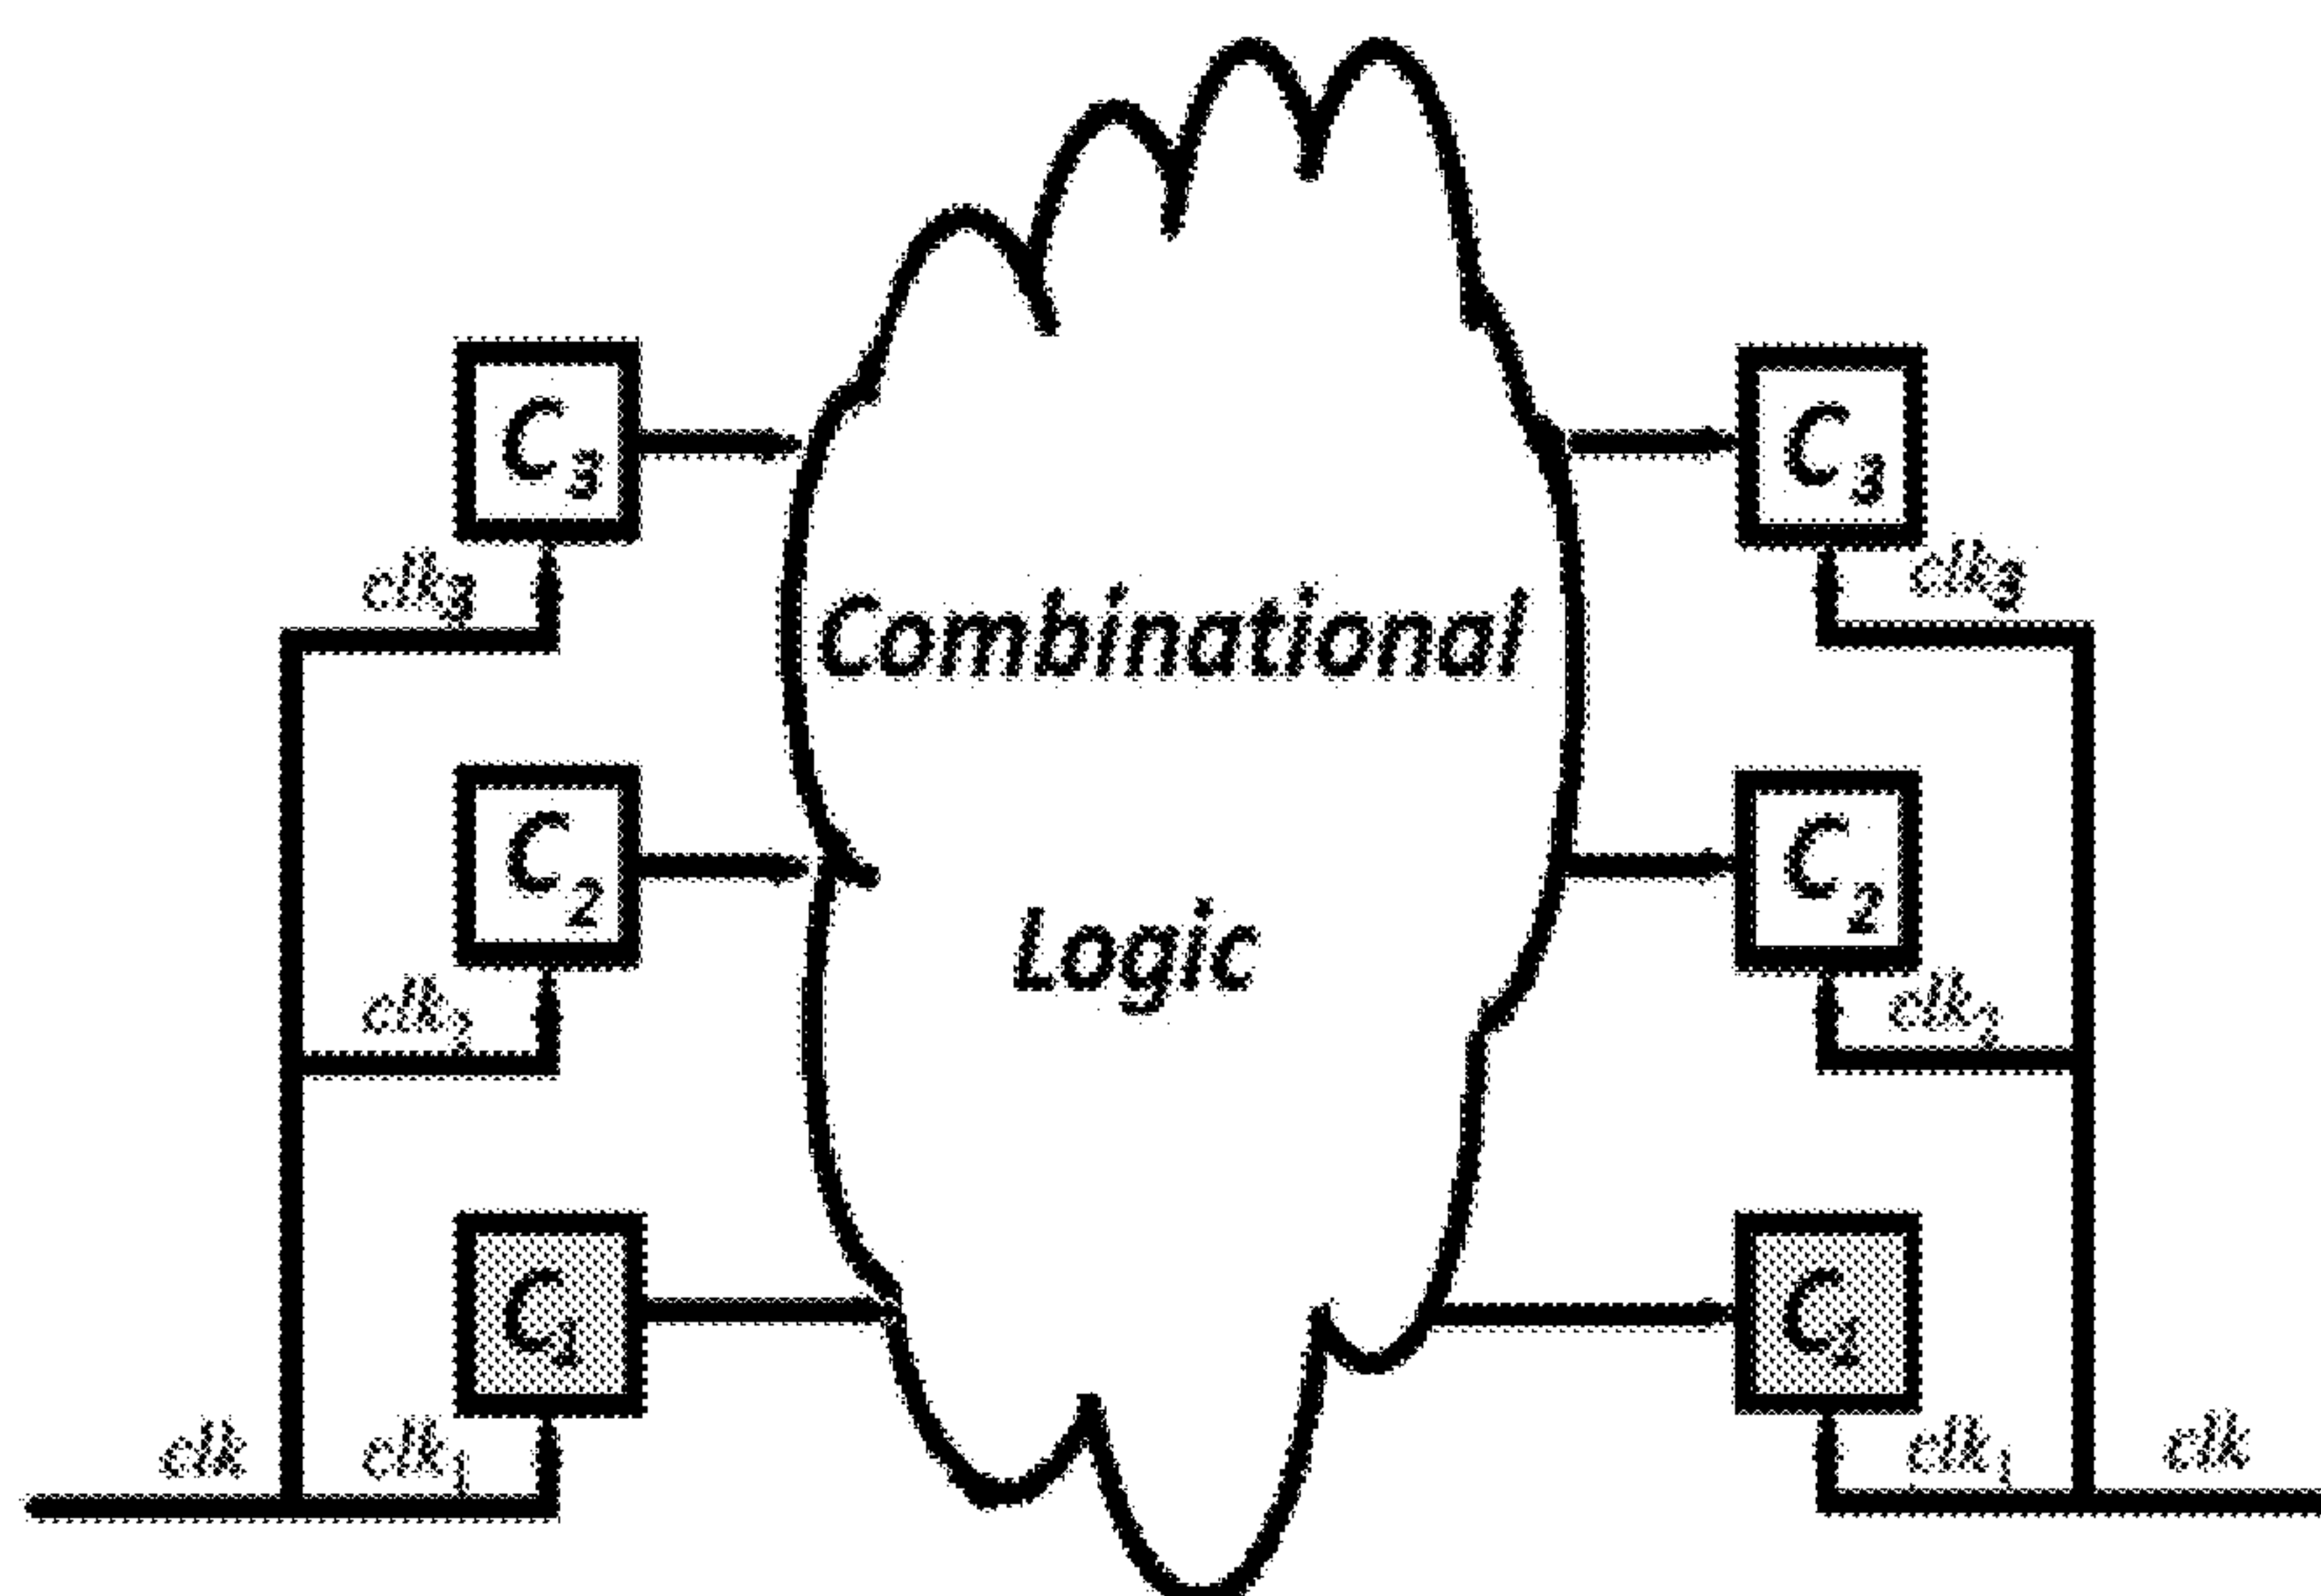 C3
C3
clk3
clk3
Combinational
C2
C2
Logic
clk2
clk2
C1
C1
clk
clk1
clk1
clk